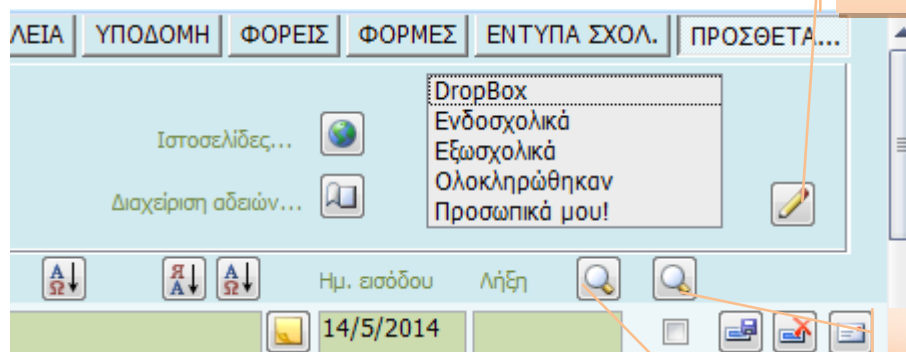 ΛΕΙΑ ΥΠΟΔΟΜΗ ΦΟΡΕΙΣ ΦΟΡΜΕΣ ΕΝΤΥΠΑ ΣΧΟΛ. ΠΡΟΣΘΕΤΑ...
DropBox
Ενδοσχολικά
Εξωσχολικά
Ολοκληρώθηκαν
Προσωπικά μου!
Ιστοσελίδες...
Διαχείριση αδειών...
Ημ. εισόδου Λήξη
14/5/2014